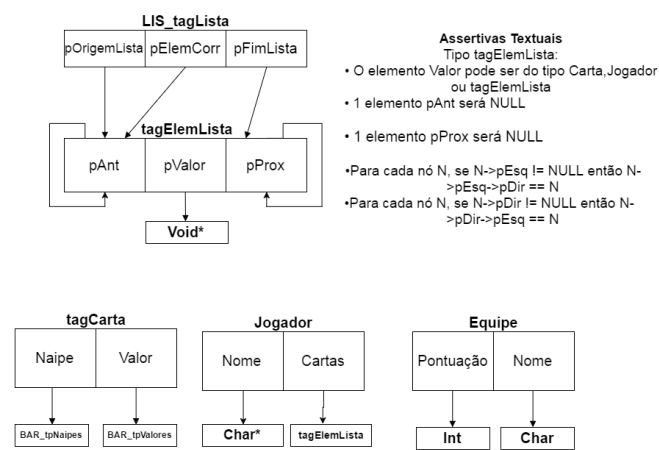 LIS_tagLista
pOrigemLista pElemCorr pFimLista
tagElemLista
pAnt pValor pProx
Void*
Assertivas Textuais
Tipo tagElemLista:
• O elemento Valor pode ser do tipo Carta,Jogador
ou tagElemLista
• 1 elemento pAnt será NULL
• 1 elemento pProx será NULL
•Para cada nó N, se N->pEsq != NULL então N-
>pEsq->pDir == N
•Para cada nó N, se N->pDir != NULL então N-
>pDir->pEsq == N
tagCarta
Naipe Valor
BAR_tpNaipes BAR_tpValores
Jogador
Nome Cartas
Char* tagElemLista
Equipe
Pontuação Nome
Int Char